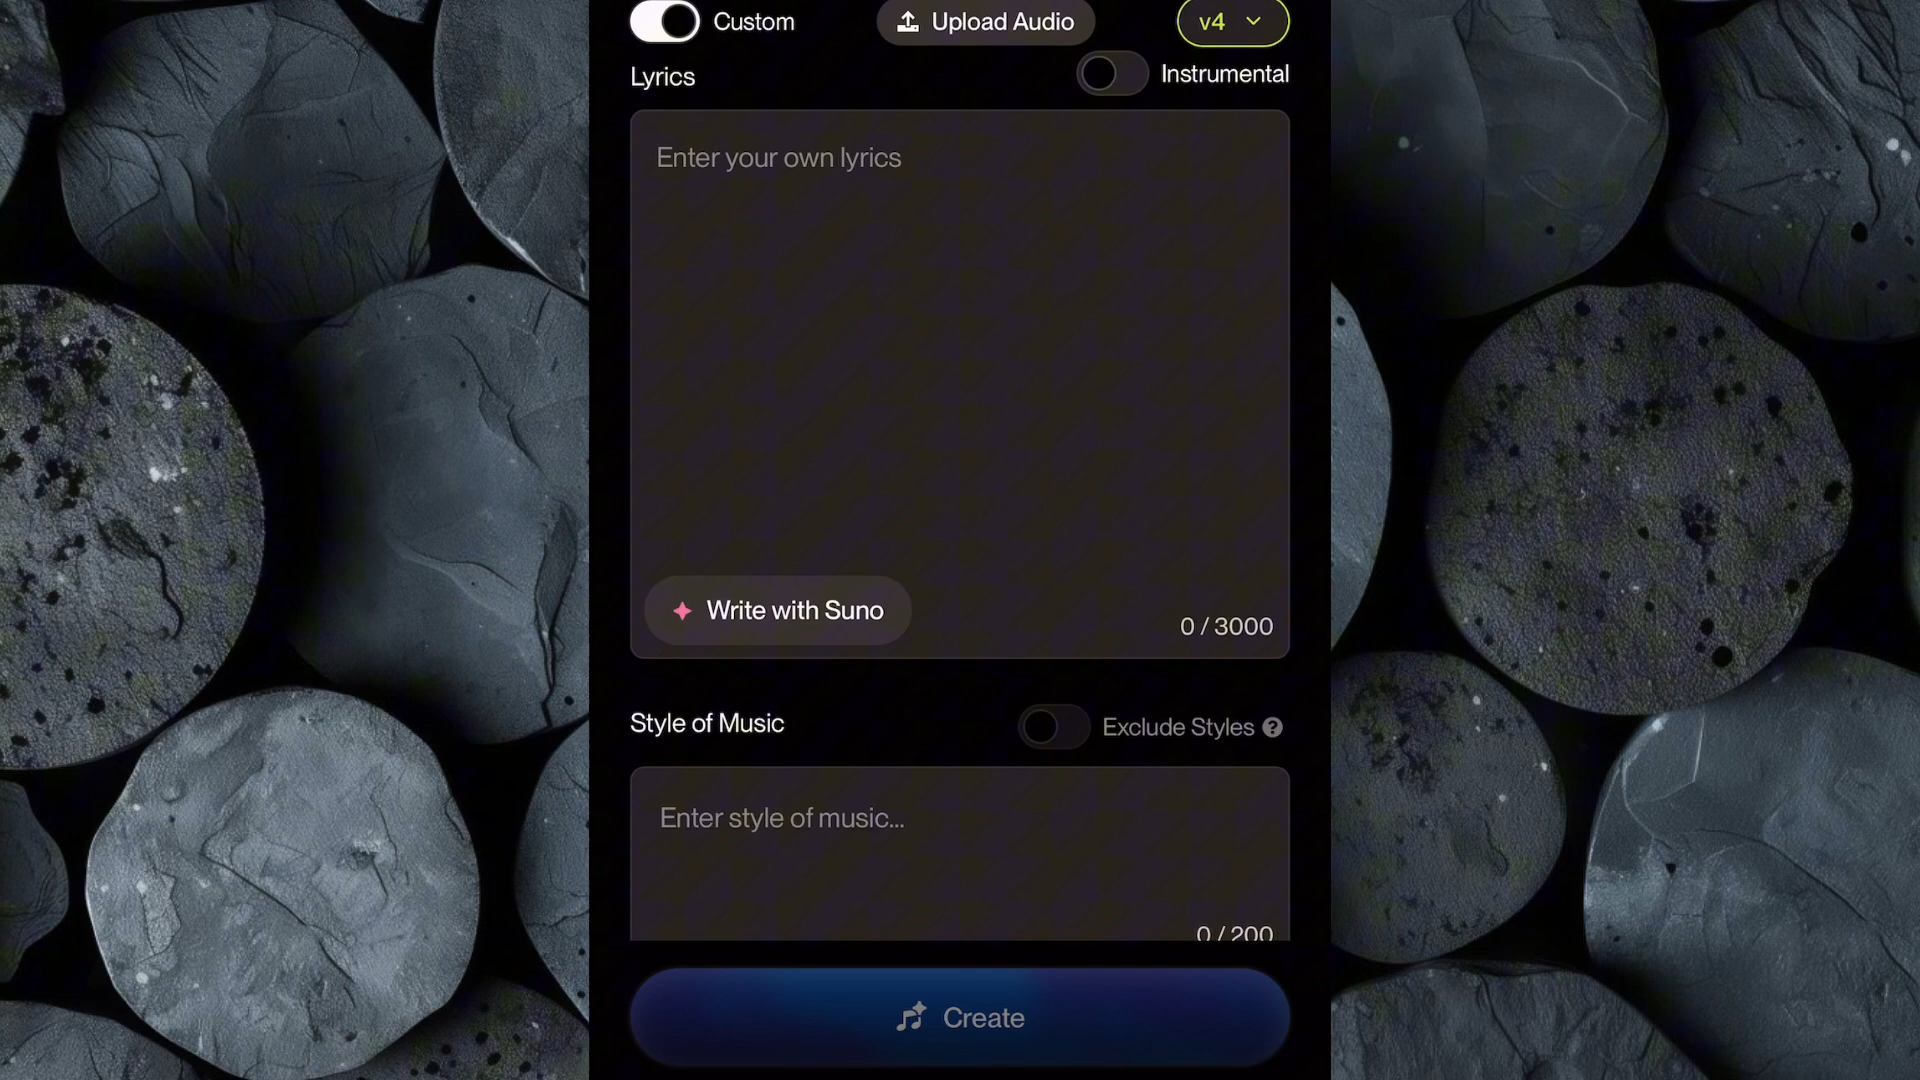 Custom
Upload Audio
v4
Lyrics
Instrumental
Enter your own lyrics
Write with Suno
0 / 3000
Style of Music
Exclude Styles ?
Enter style of music...
0 / 200
Create